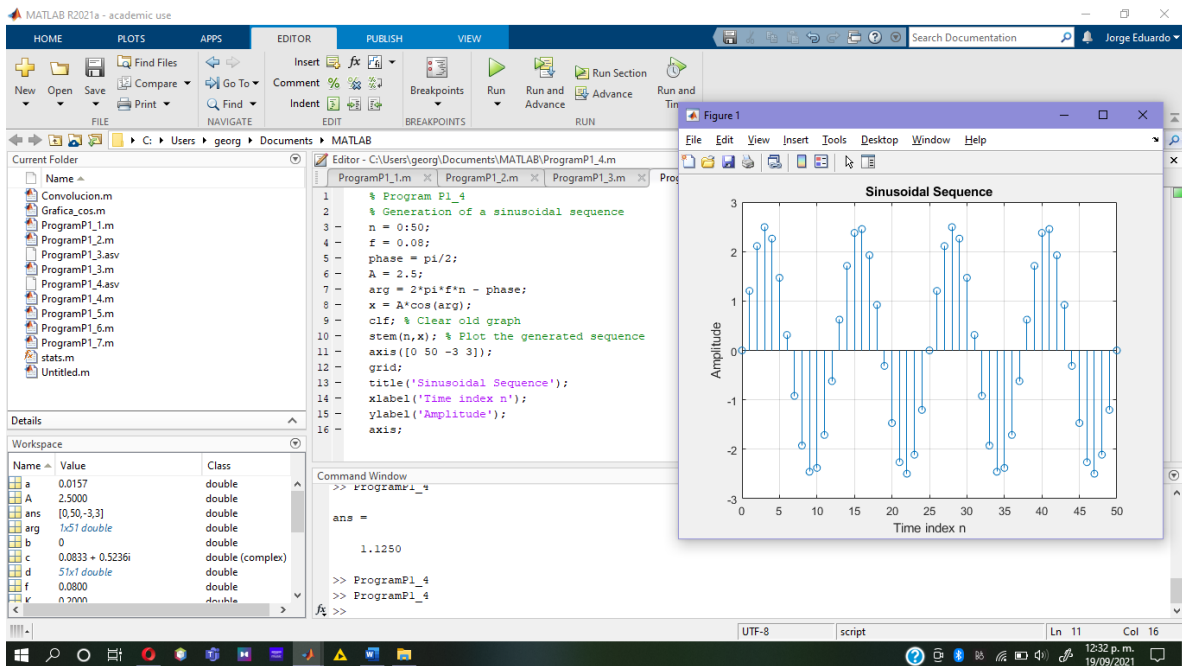 MATLAB R2021a - academic use
HOME PLOTS APPS EDITOR PUBLISH VIEW
Search Documentation
Jorge Eduardo
New Open Save
Find Files
Compare
Print
FILE
Go To
Find
NAVIGATE
Insert fx
Comment %
Indent
EDIT
Breakpoints
BREAKPOINTS
Run
Run and Advance
Run Section
Advance
Run and
RUN
C: Users georg Documents MATLAB
Current Folder
Name
Convolucion.m
Grafica_cos.m
ProgramP1_1.m
ProgramP1_2.m
ProgramP1_3.asv
ProgramP1_3.m
ProgramP1_4.asv
ProgramP1_4.m
ProgramP1_5.m
ProgramP1_6.m
ProgramP1_7.m
stats.m
Untitled.m
Details
Workspace
Name Value Class
a 0.0157 double
A 2.5000 double
ans [0,50,-3,3] double
arg 1x51 double double
b 0 double
c 0.0833 + 0.5236i double (complex)
d 51x1 double double
f 0.0800 double
K 0.2000 double
Editor - C:\Users\georg\Documents\MATLAB\ProgramP1_4.m
ProgramP1_1.m ProgramP1_2.m ProgramP1_3.m
1 % Program P1_4
2 % Generation of a sinusoidal sequence
3 - n = 0:50;
4 - f = 0.08;
5 - phase = pi/2;
6 - A = 2.5;
7 - arg = 2*pi*f*n - phase;
8 - x = A*cos(arg);
9 - clf; % Clear old graph
10 - stem(n,x); % Plot the generated sequence
11 - axis([0 50 -3 3]);
12 - grid;
13 - title('Sinusoidal Sequence');
14 - xlabel('Time index n');
15 - ylabel('Amplitude');
16 - axis;
Command Window
>> ProgramP1_4
ans =
1.1250
>> ProgramP1_4
>> ProgramP1_4
fx >>
Figure 1
File Edit View Insert Tools Desktop Window Help
Sinusoidal Sequence
3
2
1
0
-1
-2
-3
Amplitude
0 5 10 15 20 25 30 35 40 45 50
Time index n
UTF-8 script Ln 11 Col 16
12:32 p. m.
19/09/2021